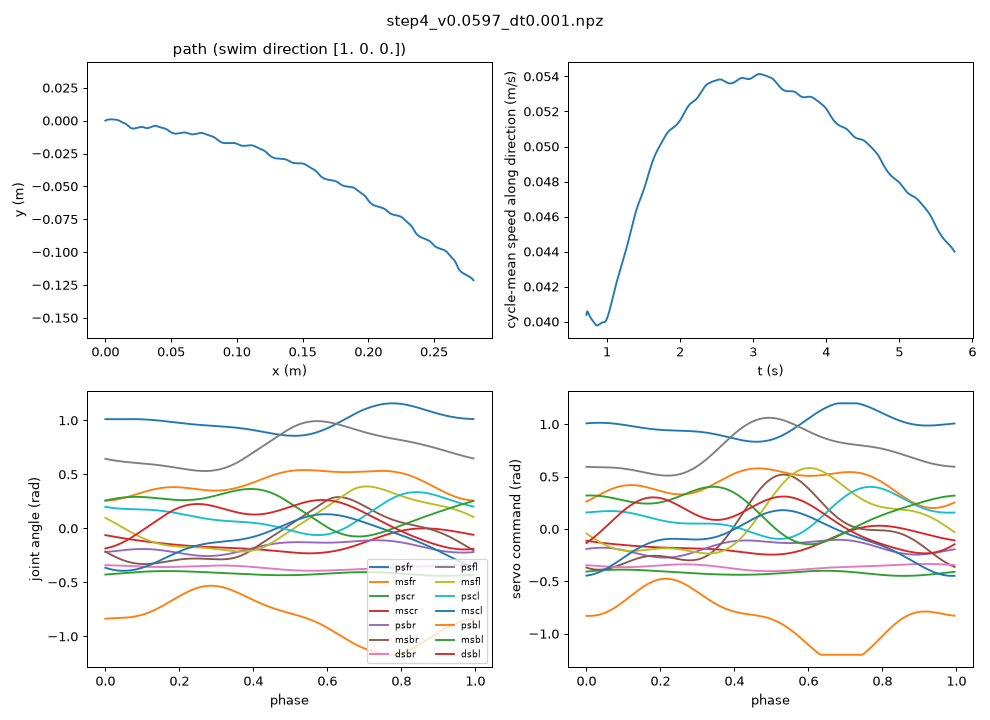 step4_v0.0597_dt0.001.npz
path (swim direction [1. 0. 0.])
0.025
0.000
−0.025
−0.050
−0.075
−0.100
−0.125
−0.150
y (m)
0.00 0.05 0.10 0.15 0.20 0.25
x (m)
0.054
0.052
0.050
0.048
0.046
0.044
0.042
0.040
cycle-mean speed along direction (m/s)
1 2 3 4 5 6
t (s)
1.0
0.5
0.0
−0.5
−1.0
joint angle (rad)
psfr psfl
msfr msfl
pscr pscl
mscr mscl
psbr psbl
msbr msbl
dsbr dsbl
0.0 0.2 0.4 0.6 0.8 1.0
phase
1.0
0.5
0.0
−0.5
−1.0
servo command (rad)
0.0 0.2 0.4 0.6 0.8 1.0
phase